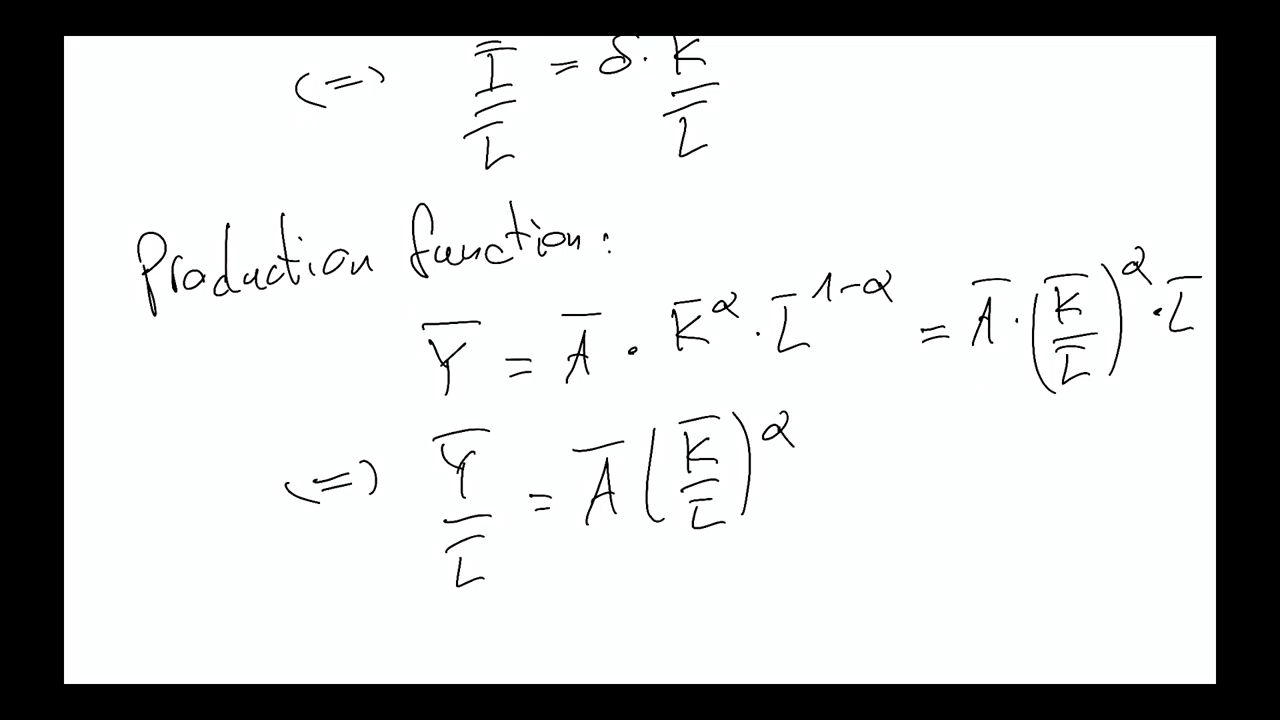 (=) I̅/L̅ = δ · K̅/L̅
Production function:
Y̅ = A̅ · K̅^α · L̅^{1-α} = A̅ · (K̅/L̅)^α · L̅
(=) Y̅/L̅ = A̅ (K̅/L̅)^α